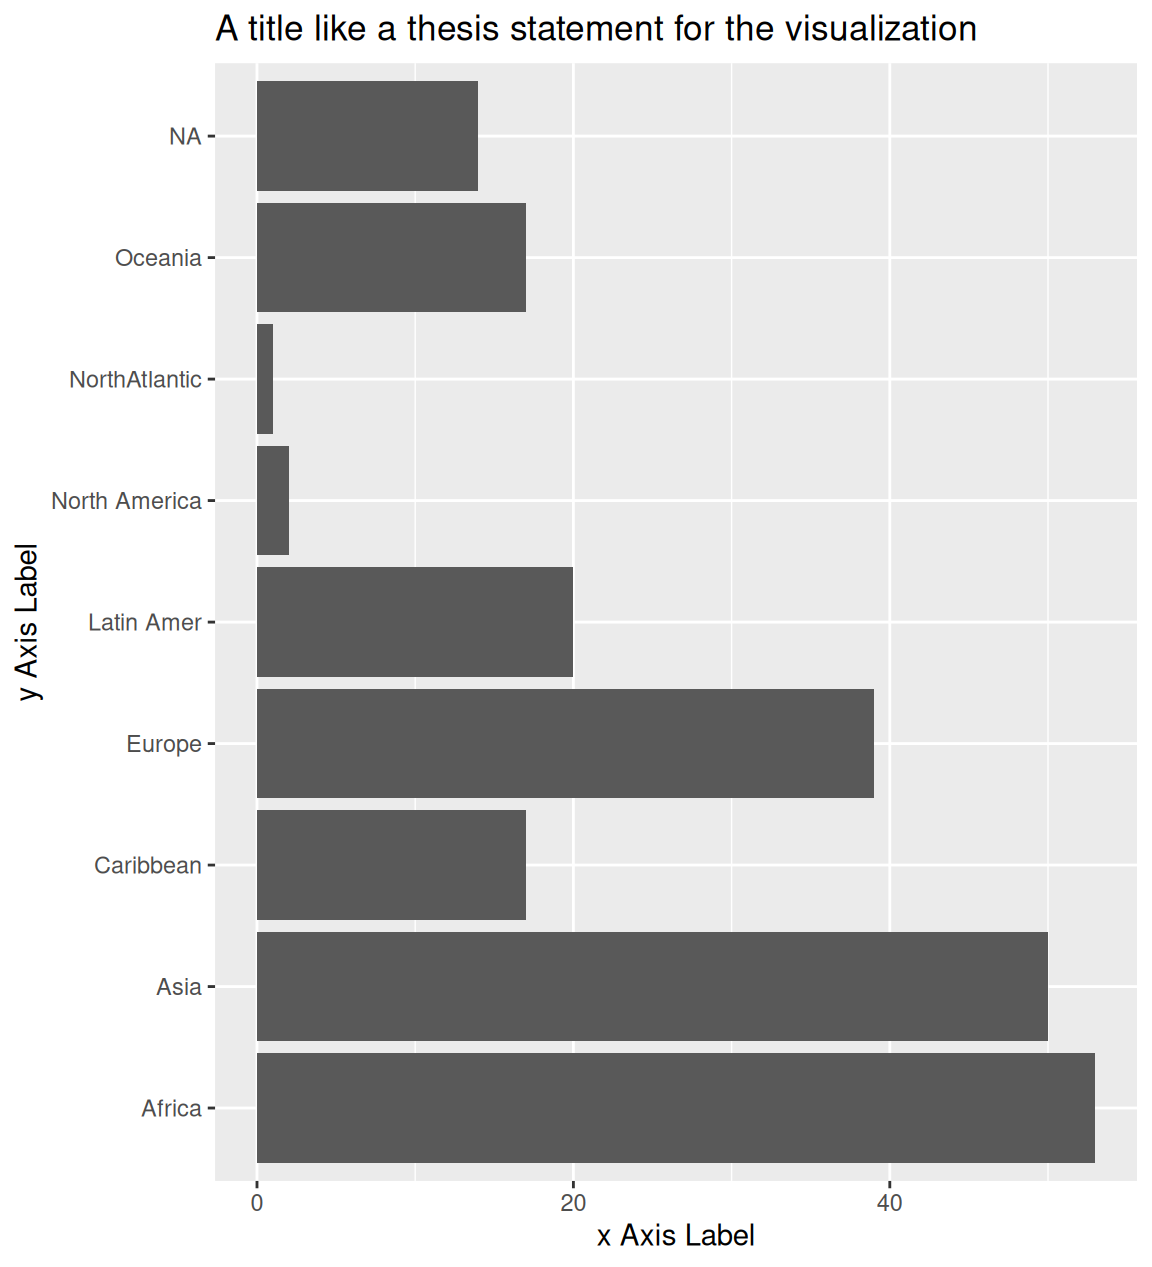 A title like a thesis statement for the visualization
NA
Oceania
NorthAtlantic
North America
Latin Amer
Europe
Caribbean
Asia
Africa
y Axis Label
0 20 40
x Axis Label